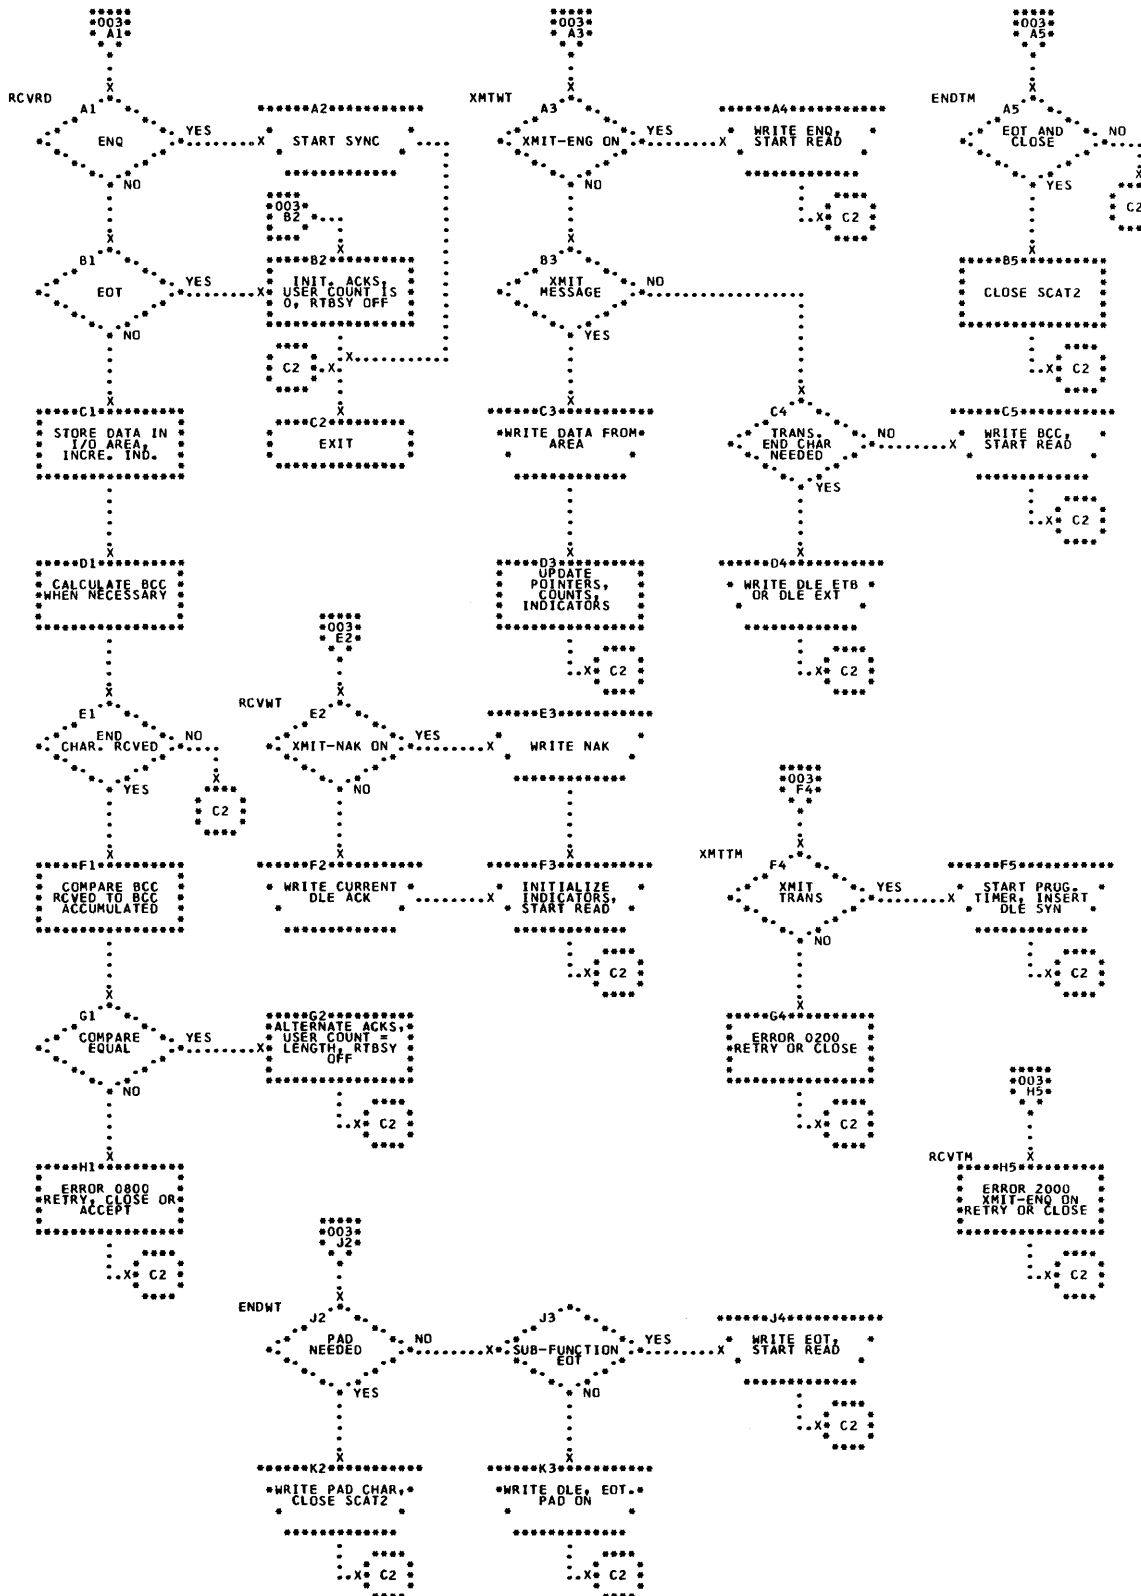 003
A1
003
A3
003
A5
RCVRD
A1
ENQ
YES
NO
A2
START SYNC
XMTWT
A3
XMIT-ENG ON
YES
NO
A4
WRITE ENQ,
START READ
C2
ENDTM
A5
EOT AND
CLOSE
NO
YES
C2
003
B2
B1
EOT
YES
NO
B2
INIT. ACKS,
USER COUNT IS
0, RTBSY OFF
C2
B3
XMIT
MESSAGE
NO
YES
B5
CLOSE SCAT2
C2
C1
STORE DATA IN
I/O AREA,
INCRE. IND.
C2
EXIT
C3
WRITE DATA FROM
AREA
C4
TRANS.
END CHAR
NEEDED
NO
YES
C5
WRITE BCC,
START READ
C2
D1
CALCULATE BCC
WHEN NECESSARY
D3
UPDATE
POINTERS,
COUNTS,
INDICATORS
C2
D4
WRITE DLE ETB
OR DLE EXT
C2
003
E2
E1
END
CHAR. RCVED
NO
YES
C2
RCVWT
E2
XMIT-NAK ON
YES
NO
E3
WRITE NAK
003
F4
F1
COMPARE BCC
RCVED TO BCC
ACCUMULATED
F2
WRITE CURRENT
DLE ACK
F3
INITIALIZE
INDICATORS,
START READ
C2
XMTTM
F4
XMIT
TRANS
YES
NO
F5
START PRUG.
TIMER, INSERT
DLE SYN
C2
G1
COMPARE
EQUAL
YES
NO
G2
ALTERNATE ACKS,
USER COUNT =
LENGTH, RTBSY
OFF
C2
G4
ERROR 0200
RETRY OR CLOSE
C2
003
H5
H1
ERROR 0800
RETRY, CLOSE OR
ACCEPT
C2
RCVTM
H5
ERROR 2000
XMIT-ENQ ON
RETRY OR CLOSE
C2
003
J2
ENDWT
J2
PAD
NEEDED
NO
YES
J3
SUB-FUNCTION
EOT
YES
NO
J4
WRITE EOT,
START READ
C2
K2
WRITE PAD CHAR,
CLOSE SCAT2
C2
K3
WRITE DLE, EOT.
PAD ON
C2